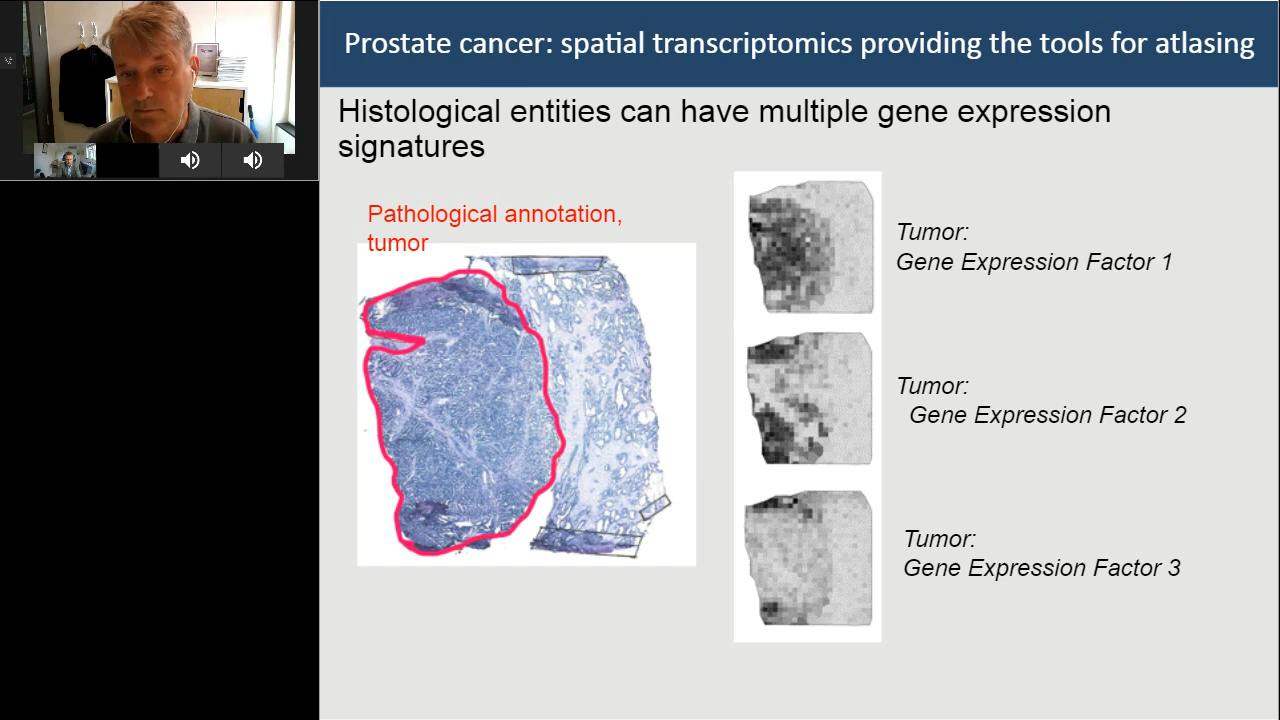 Prostate cancer: spatial transcriptomics providing the tools for atlasing
Histological entities can have multiple gene expression
signatures
Pathological annotation,
tumor
Tumor:
Gene Expression Factor 1
Tumor:
Gene Expression Factor 2
Tumor:
Gene Expression Factor 3